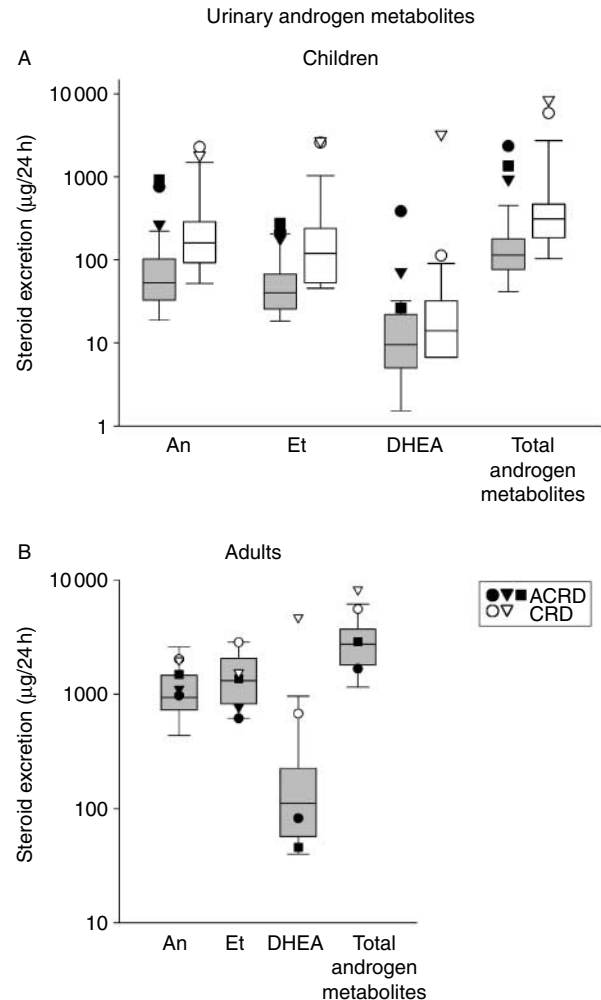 Urinary androgen metabolites
A
Children
Steroid excretion (µg/24 h)
10 000
1000
100
10
1
An
Et
DHEA
Total
androgen
metabolites
B
Adults
Steroid excretion (µg/24 h)
10 000
1000
100
10
An
Et
DHEA
Total
androgen
metabolites
ACRD
CRD